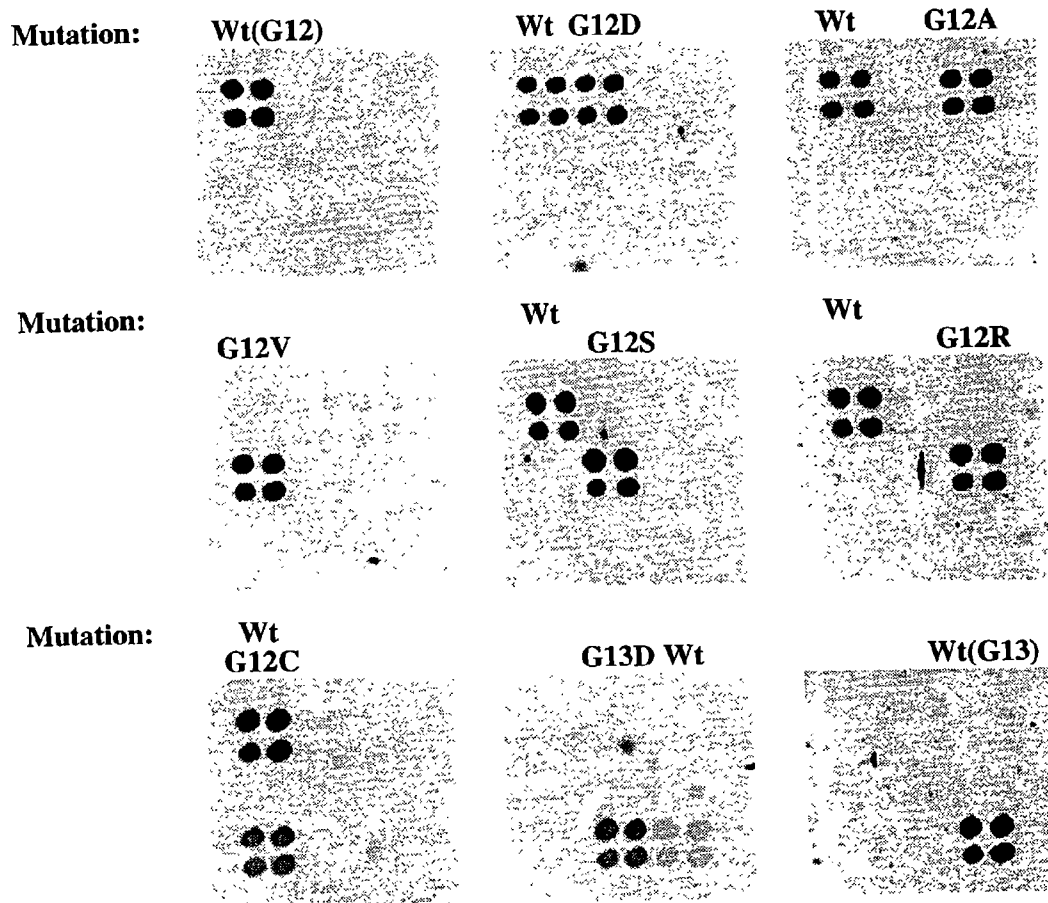 Mutation: Wt(G12) Wt G12D Wt G12A
Mutation: Wt Wt
G12V G12S G12R
Mutation: Wt
G12C G13D Wt Wt(G13)